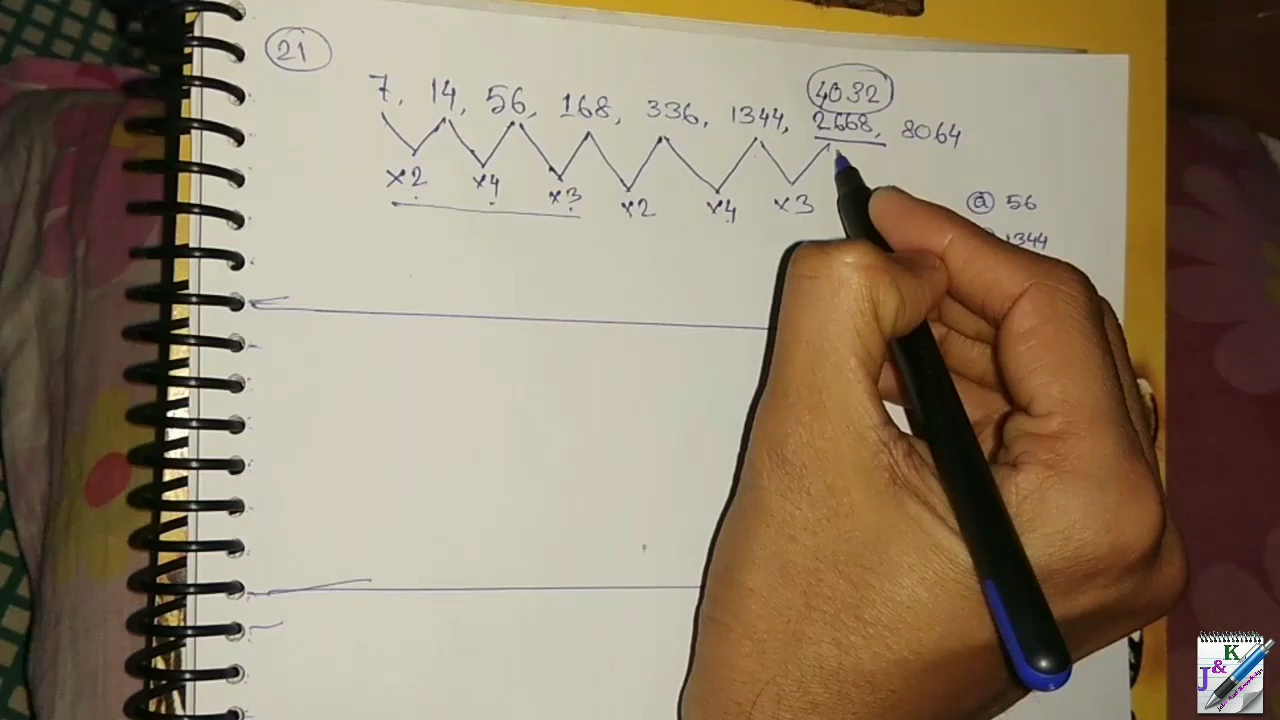 21
4032
7, 14, 56, 168, 336, 1344, 2668, 8064
×2 ×4 ×3 ×2 ×4 ×3
a 56
1344
J & K